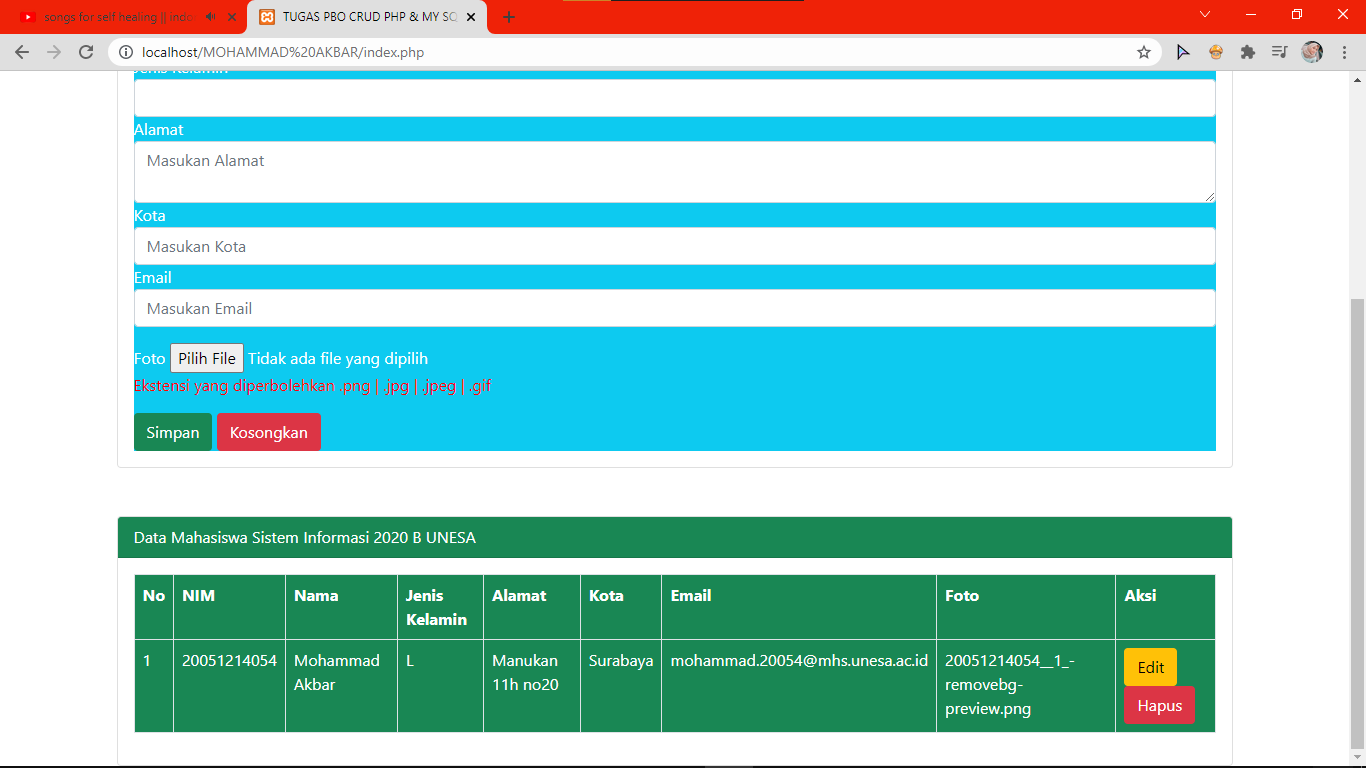 songs for self healing || indo
TUGAS PBO CRUD PHP & MY SQ
localhost/MOHAMMAD%20AKBAR/index.php
Jenis Kelamin
Alamat
Masukan Alamat
Kota
Masukan Kota
Email
Masukan Email
Foto Pilih File Tidak ada file yang dipilih
Ekstensi yang diperbolehkan .png | .jpg | .jpeg | .gif
Simpan Kosongkan
Data Mahasiswa Sistem Informasi 2020 B UNESA
No NIM Nama Jenis Kelamin Alamat Kota Email Foto Aksi
1 20051214054 Mohammad Akbar L Manukan 11h no20 Surabaya mohammad.20054@mhs.unesa.ac.id 20051214054__1_-removebg-preview.png Edit
Hapus